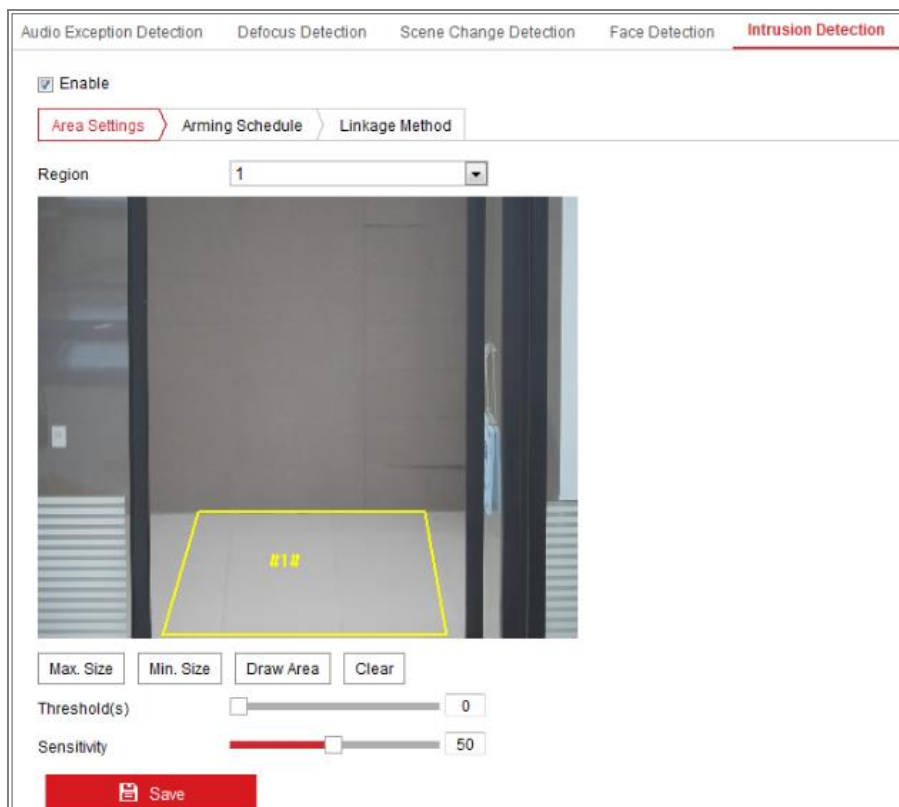 Audio Exception Detection Defocus Detection Scene Change Detection Face Detection Intrusion Detection
Enable
Area Settings Arming Schedule Linkage Method
Region 1
#1#
Max. Size Min. Size Draw Area Clear
Threshold(s) 0
Sensitivity 50
Save